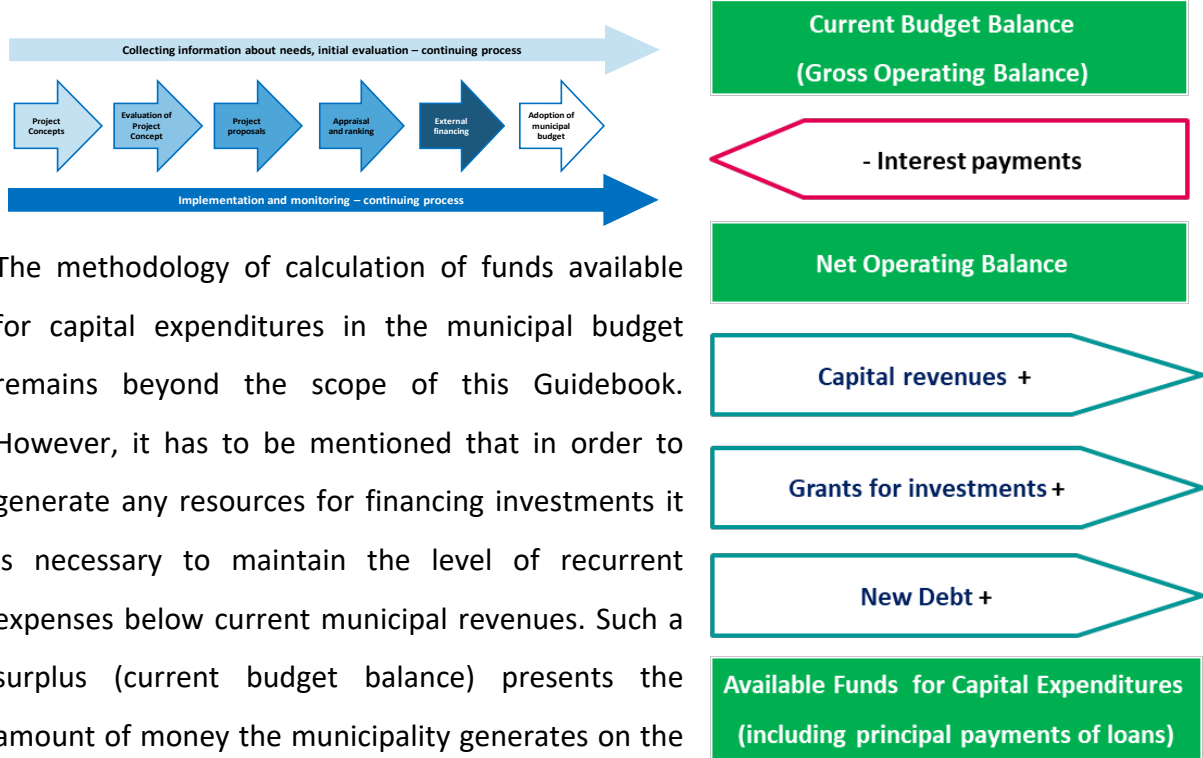 Collecting information about needs, initial evaluation – continuing process
Project
Concepts
Evaluation of
Project
Concept
Project
proposals
Appraisal
and ranking
External
financing
Adoption of
municipal
budget
Implementation and monitoring – continuing process
The methodology of calculation of funds available
for capital expenditures in the municipal budget
remains beyond the scope of this Guidebook.
However, it has to be mentioned that in order to
generate any resources for financing investments it
is necessary to maintain the level of recurrent
expenses below current municipal revenues. Such a
surplus (current budget balance) presents the
amount of money the municipality generates on the
Current Budget Balance
(Gross Operating Balance)
- Interest payments
Net Operating Balance
Capital revenues +
Grants for investments +
New Debt +
Available Funds for Capital Expenditures
(including principal payments of loans)